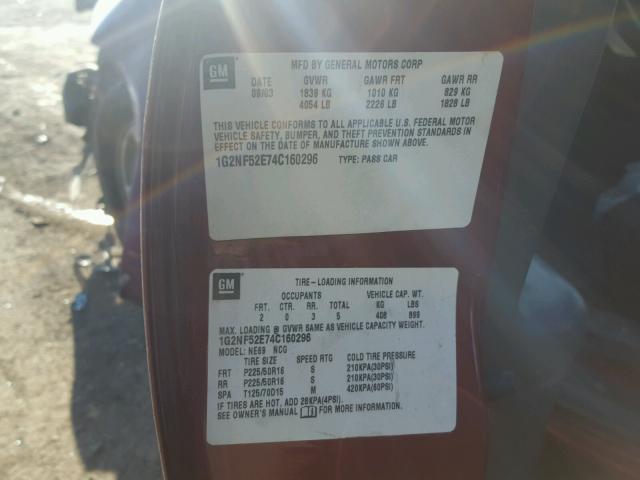 GM
MFD BY GENERAL MOTORS CORP
DATE GVWR GAWR FRT GAWR RR
09/03 1839 KG 1010 KG 829 KG
4054 LB 2226 LB 1828 LB
THIS VEHICLE CONFORMS TO ALL APPLICABLE U.S. FEDERAL MOTOR
VEHICLE SAFETY, BUMPER, AND THEFT PREVENTION STANDARDS IN
EFFECT ON THE DATE OF MANUFACTURE SHOWN ABOVE.
1G2NF52E74C160296 TYPE: PASS CAR
GM
TIRE-LOADING INFORMATION
OCCUPANTS VEHICLE CAP. WT.
FRT. CTR. RR. TOTAL KG LBS
2 0 3 5 408 899
MAX. LOADING @ GVWR SAME AS VEHICLE CAPACITY WEIGHT.
1G2NF52E74C160296
MODEL: NE69 NCG
TIRE SIZE SPEED RTG COLD TIRE PRESSURE
FRT P225/50R16 S 210KPA(30PSI)
RR P225/50R16 S 210KPA(30PSI)
SPA T125/70D15 M 420KPA(60PSI)
IF TIRES ARE HOT, ADD 28KPA(4PSI).
SEE OWNER'S MANUAL FOR MORE INFORMATION.